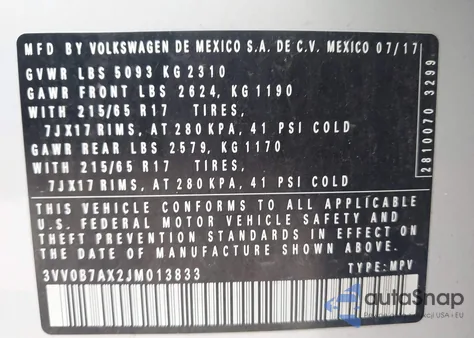 MFD BY VOLKSWAGEN DE MEXICO S.A. DE C.V. MEXICO 07/17
GVWR LBS 5093 KG 2310
GAWR FRONT LBS 2624, KG 1190
WITH 215/65 R17 TIRES,
7JX17 RIMS, AT 280 KPA, 41 PSI COLD
GAWR REAR LBS 2579, KG 1170
WITH 215/65 R17 TIRES,
7JX17 RIMS, AT 280 KPA, 41 PSI COLD
2810070 3299
THIS VEHICLE CONFORMS TO ALL APPLICABLE
U.S. FEDERAL MOTOR VEHICLE SAFETY AND
THEFT PREVENTION STANDARDS IN EFFECT ON
THE DATE OF MANUFACTURE SHOWN ABOVE.
3VV0B7AX2JM013833 TYPE: MPV
autaSnap
USA i EU